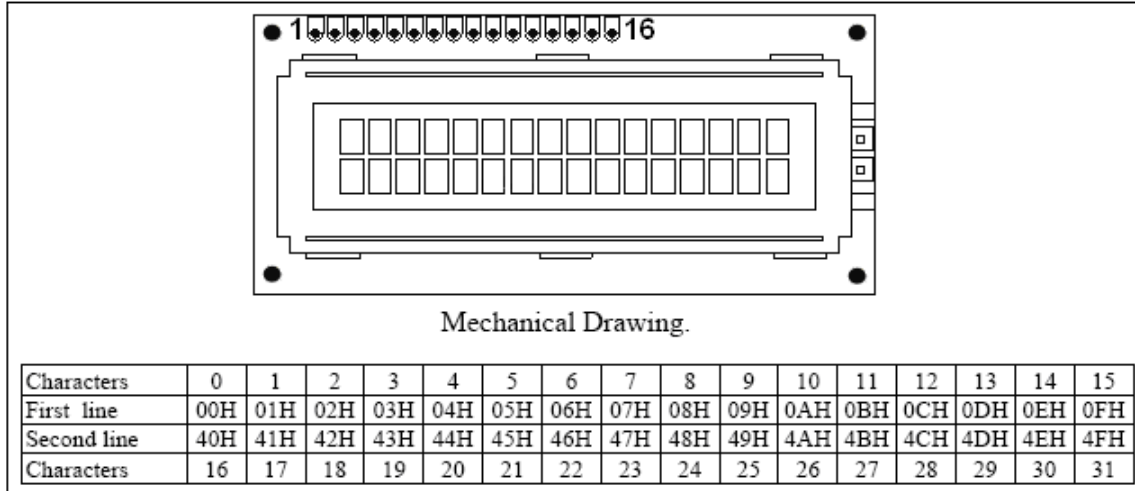 1 16
Mechanical Drawing.
Characters 0 1 2 3 4 5 6 7 8 9 10 11 12 13 14 15
First line 00H 01H 02H 03H 04H 05H 06H 07H 08H 09H 0AH 0BH 0CH 0DH 0EH 0FH
Second line 40H 41H 42H 43H 44H 45H 46H 47H 48H 49H 4AH 4BH 4CH 4DH 4EH 4FH
Characters 16 17 18 19 20 21 22 23 24 25 26 27 28 29 30 31